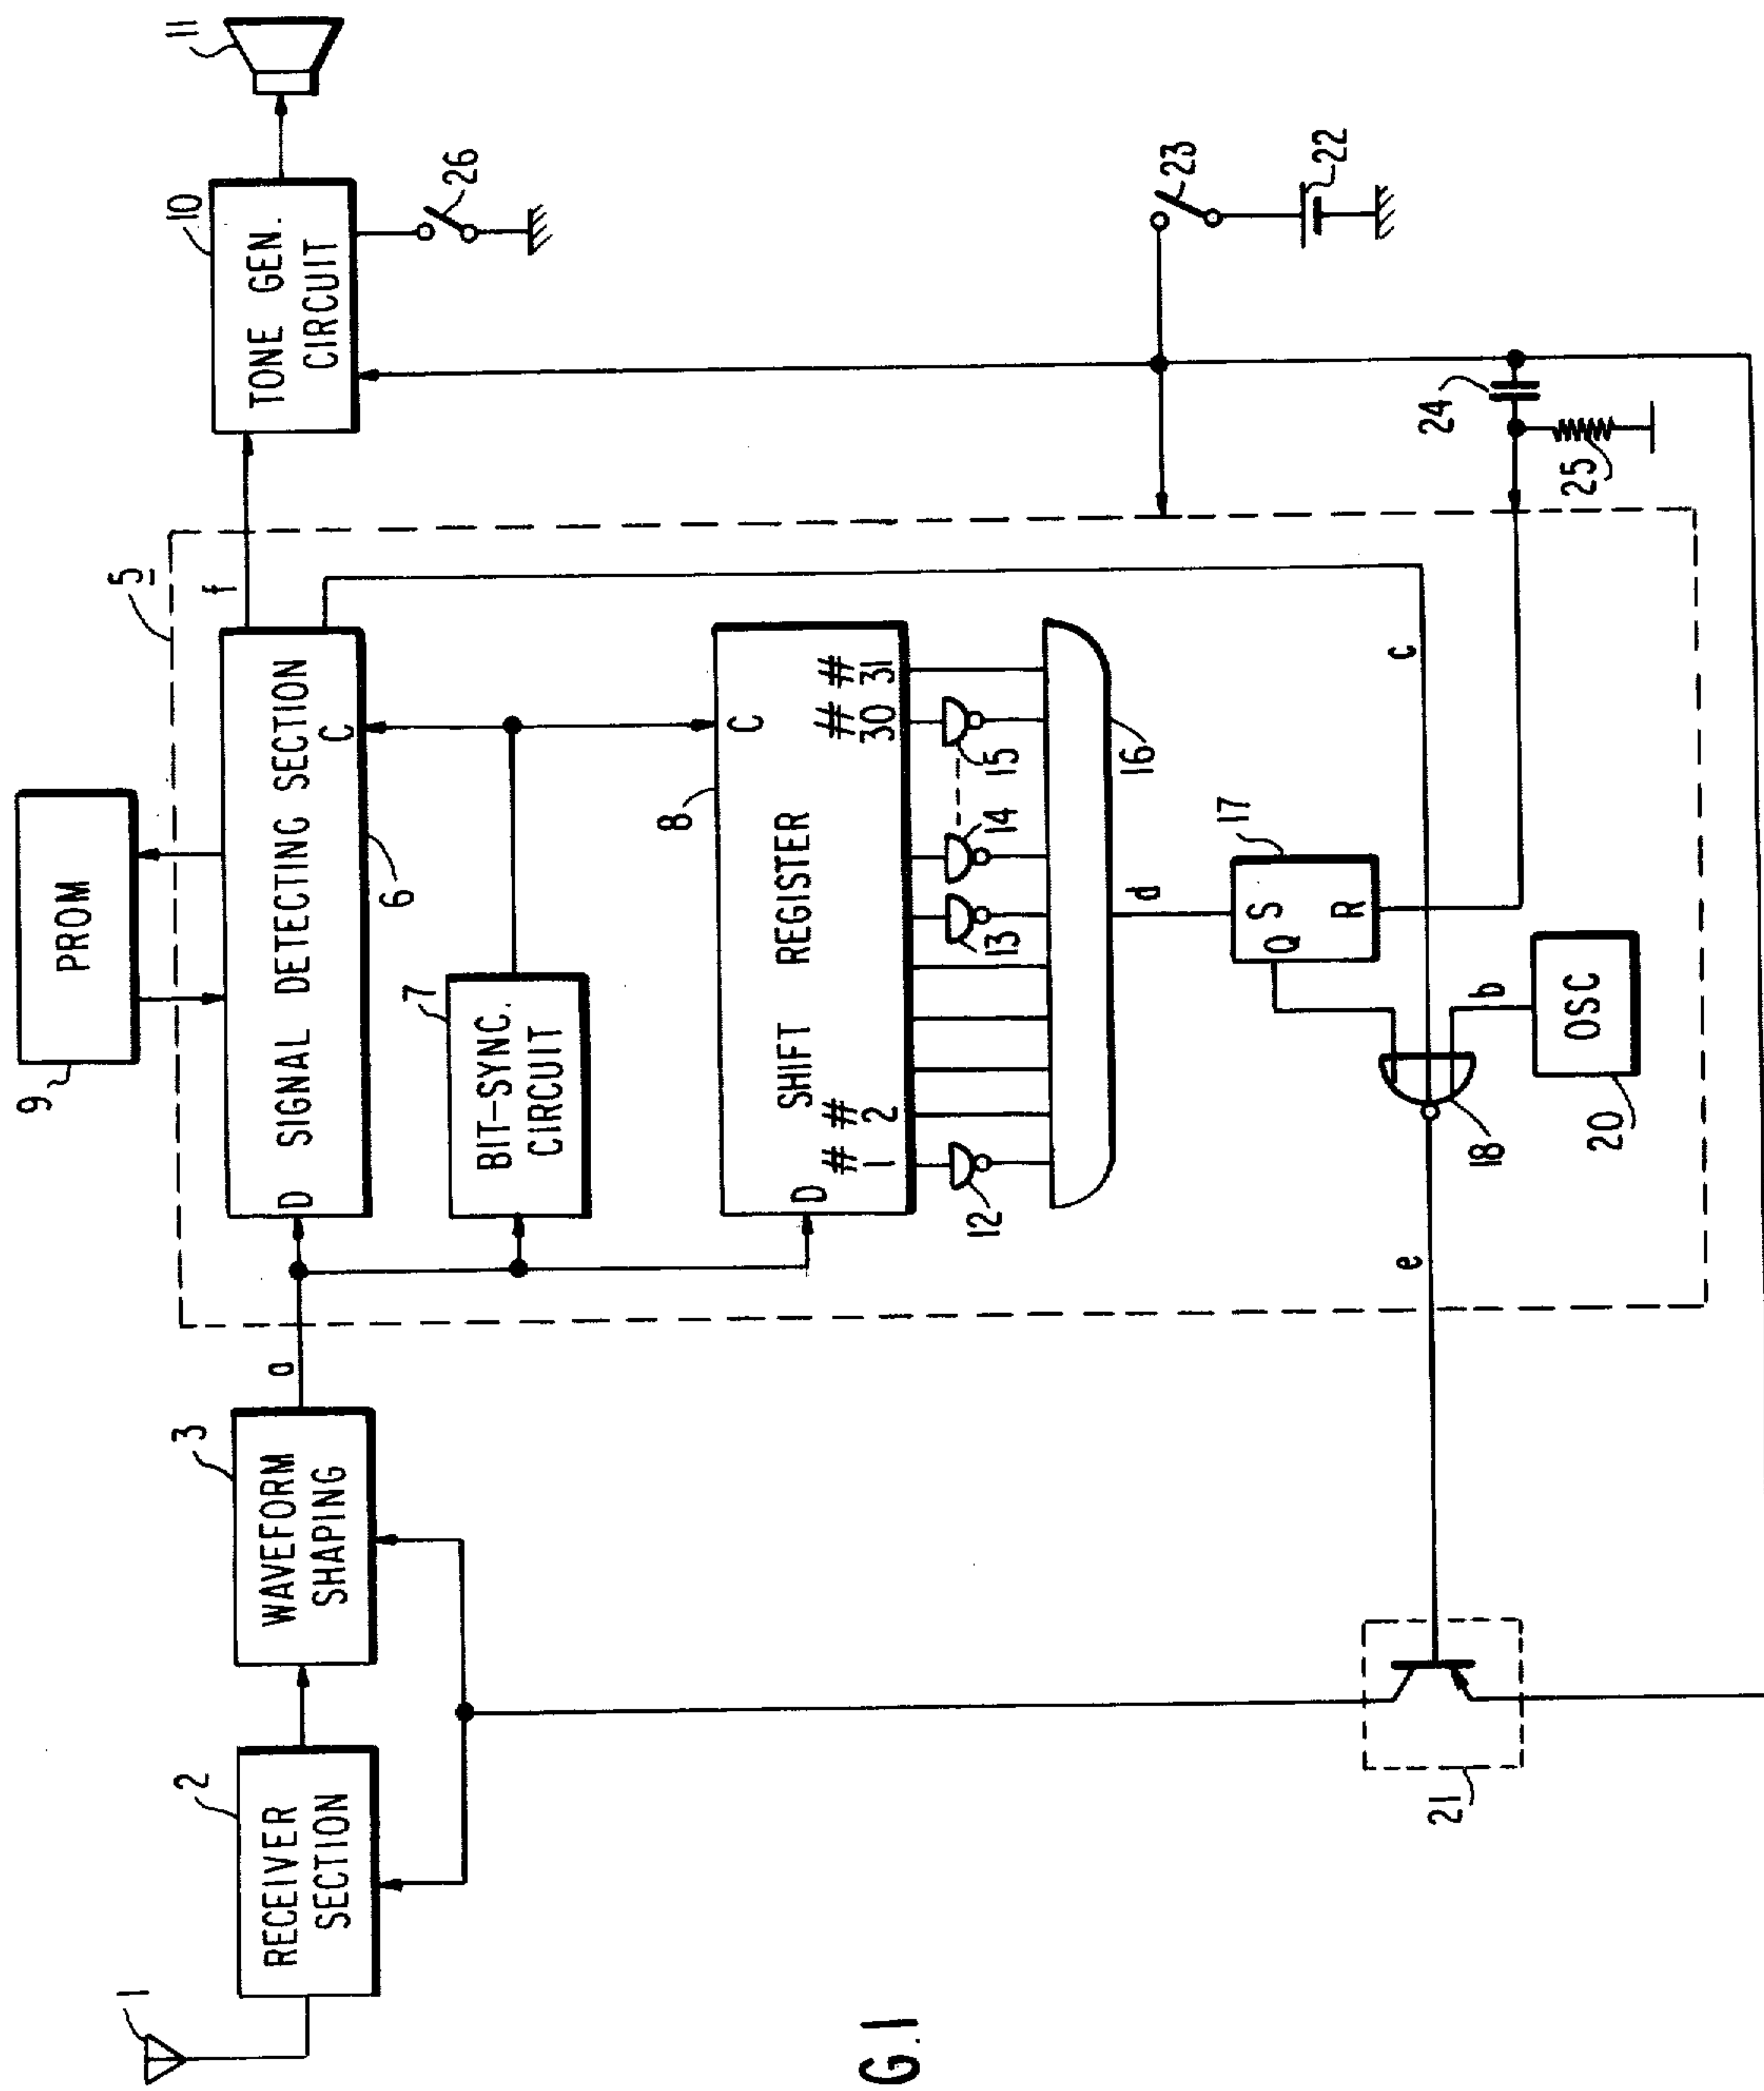 1
2
RECEIVER
SECTION
3
WAVEFORM
SHAPING
a
5
9
PROM
D
SIGNAL DETECTING SECTION
C
6
f
10
TONE GEN.
CIRCUIT
11
26
7
BIT-SYNC.
CIRCUIT
8
C
SHIFT REGISTER
D
# # # #
1 2 30 31
12
13
14
15
16
d
17
S
Q
R
c
b
18
OSC
20
e
21
23
22
24
25
G.1